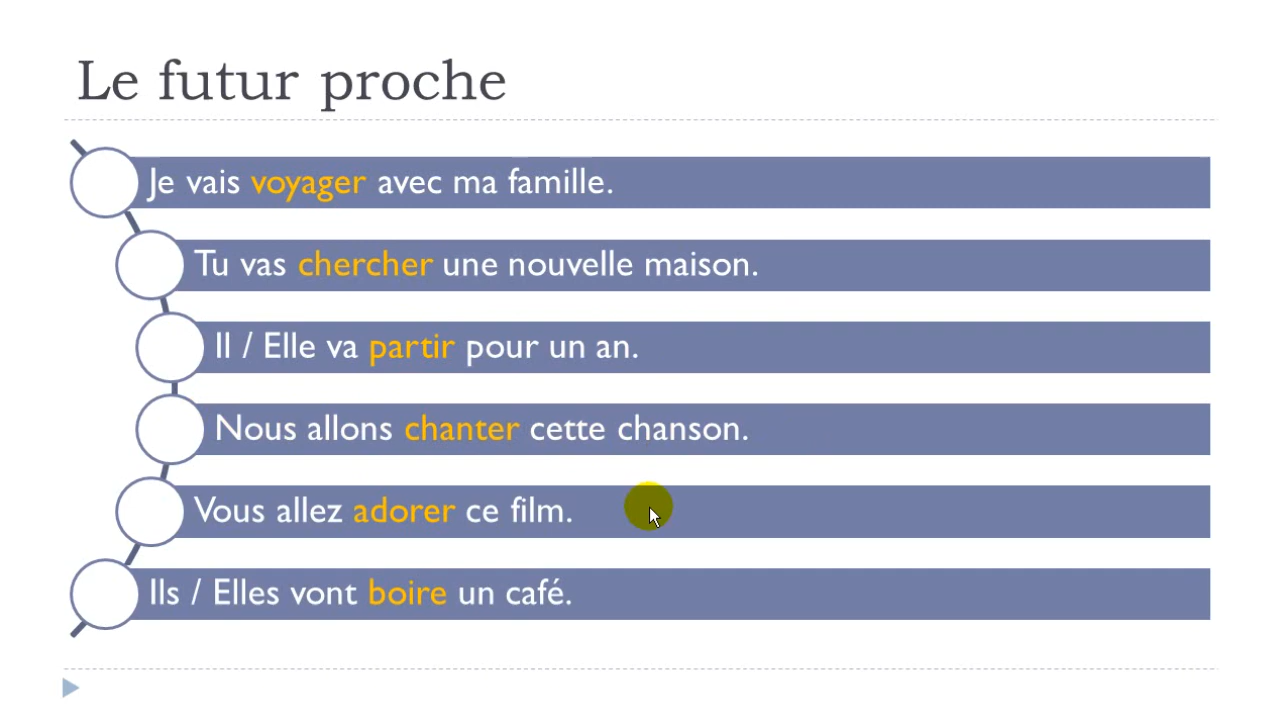 Le futur proche
Je vais voyager avec ma famille.
Tu vas chercher une nouvelle maison.
Il / Elle va partir pour un an.
Nous allons chanter cette chanson.
Vous allez adorer ce film.
Ils / Elles vont boire un café.